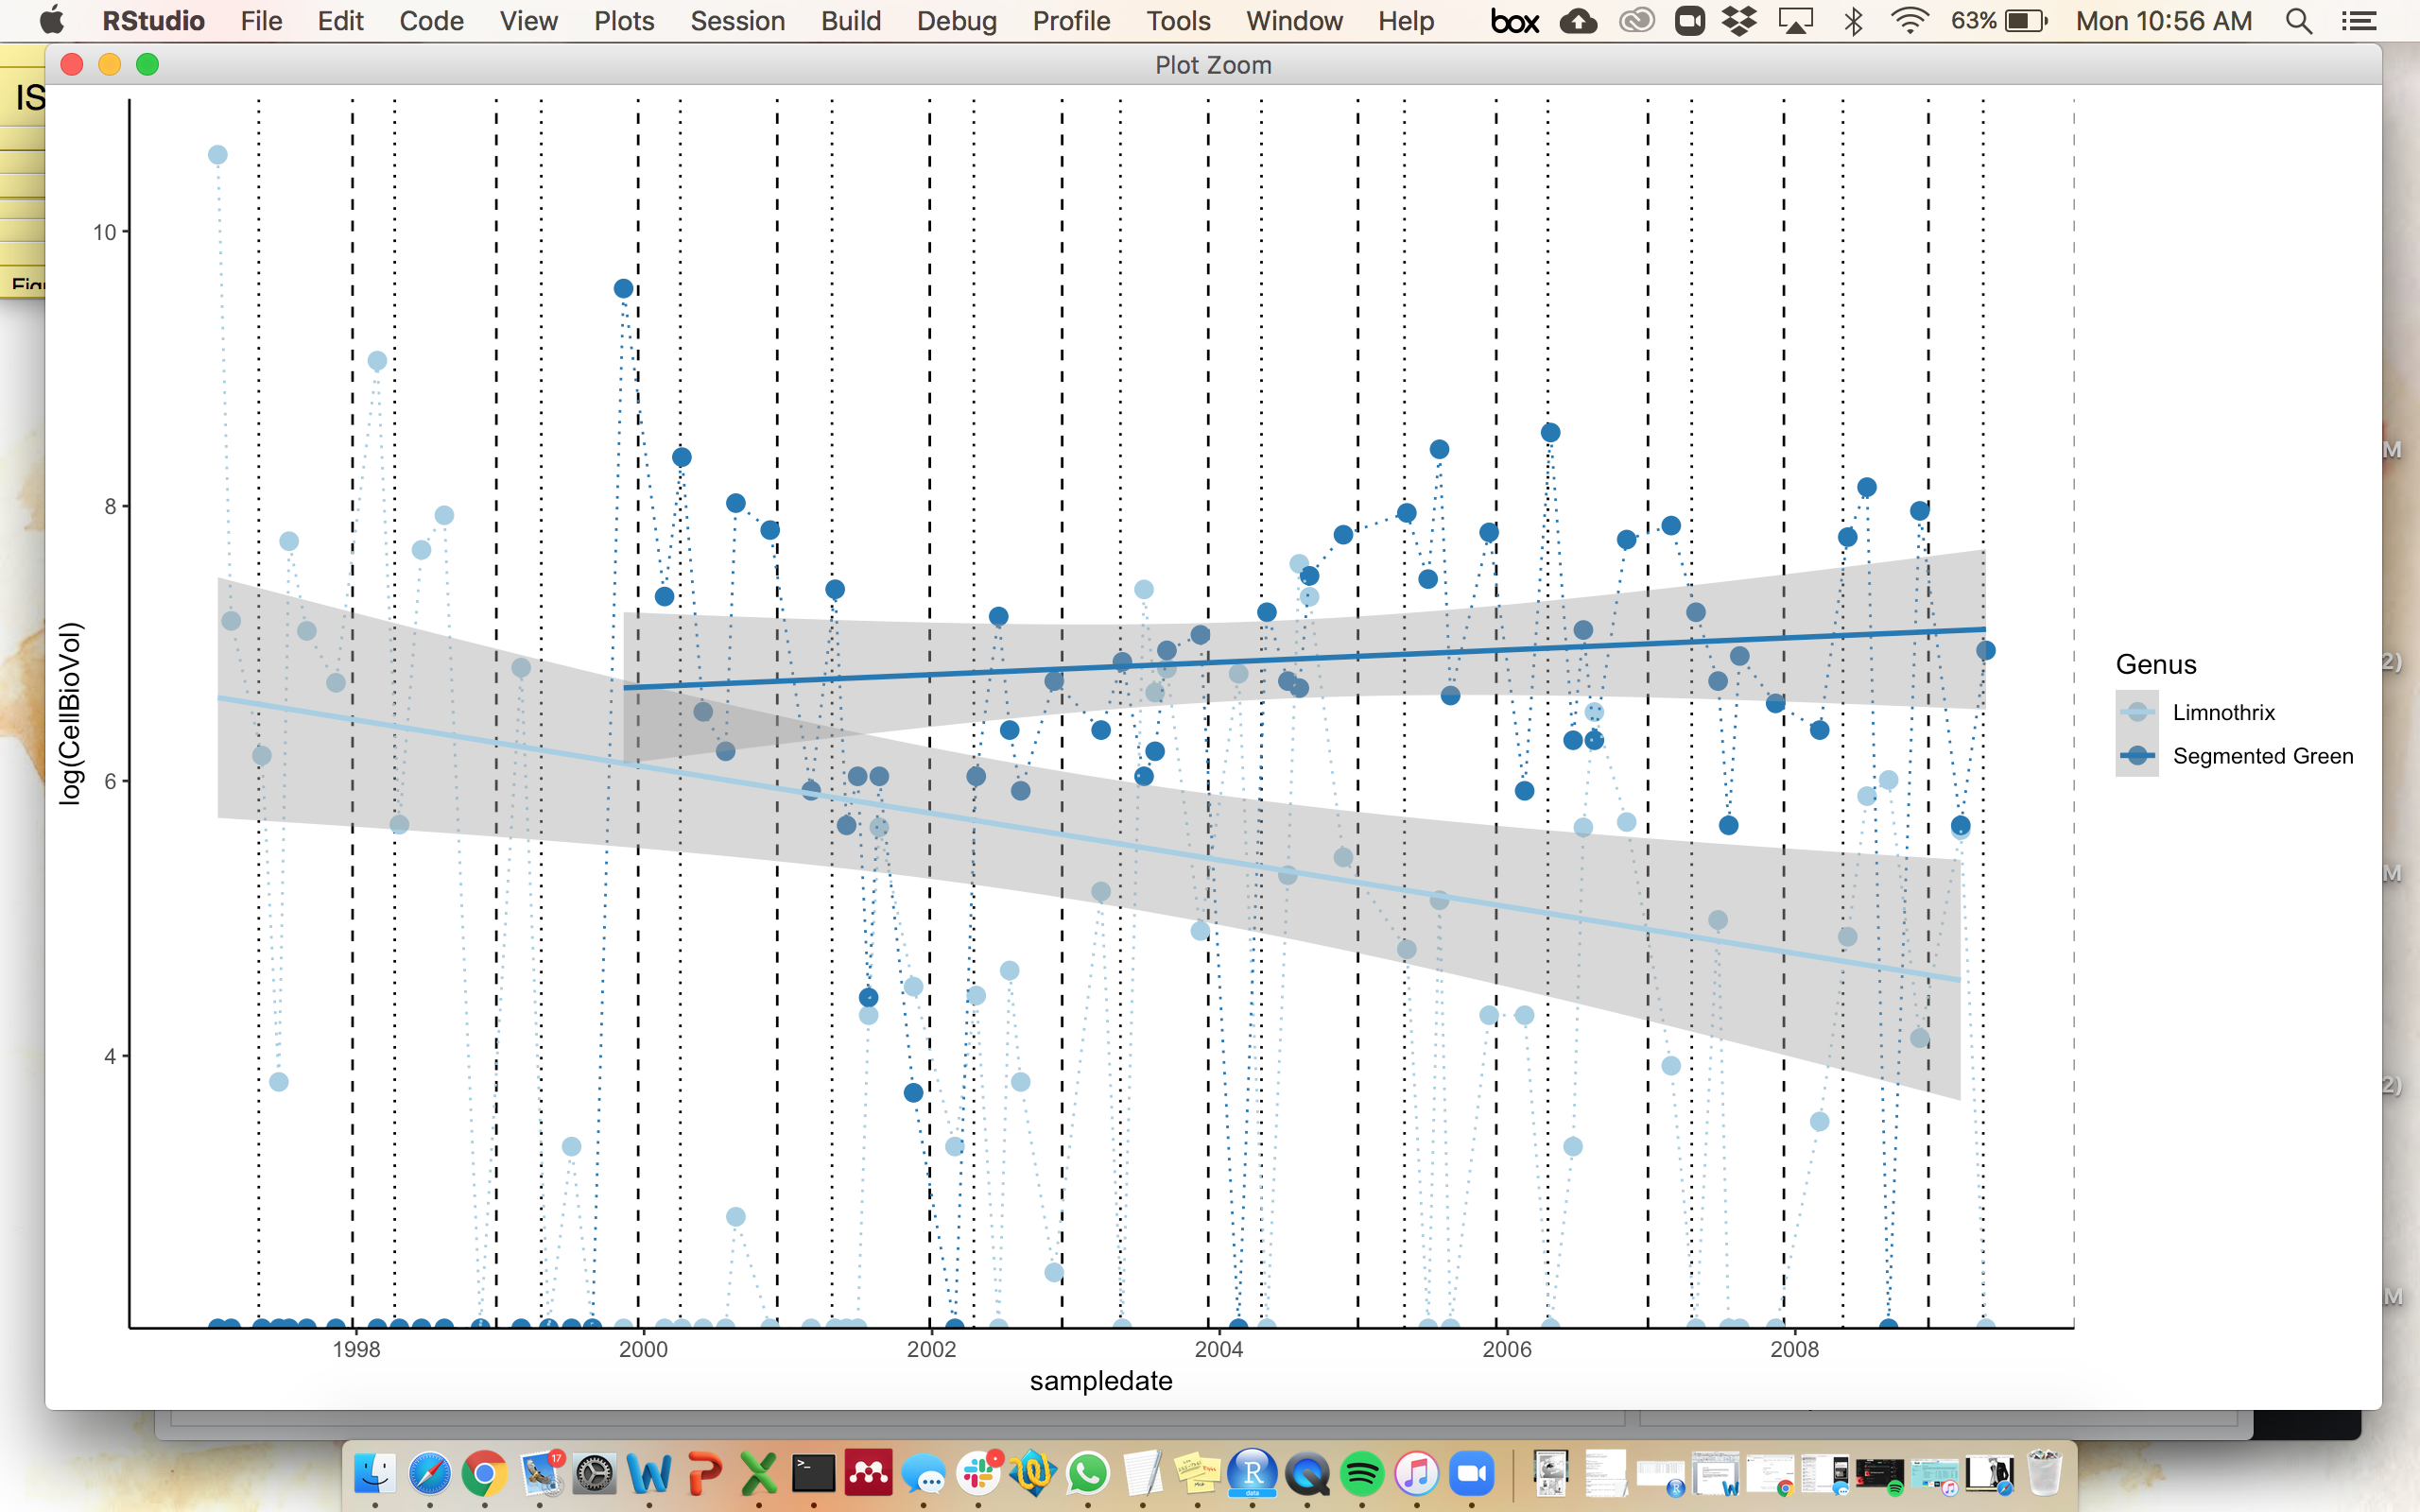 RStudio File Edit Code View Plots Session Build Debug Profile Tools Window Help box 63% Mon 10:56 AM
Plot Zoom
IS
10
8
6
4
log(CellBioVol)
1998 2000 2002 2004 2006 2008
sampledate
Genus
Limnothrix
Segmented Green
M
2)
M
2)
M
17